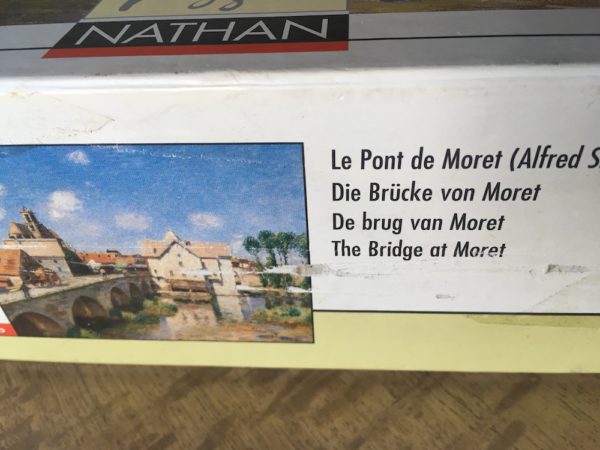 NATHAN
Le Pont de Moret (Alfred S
Die Brücke von Moret
De brug van Moret
The Bridge at Moret